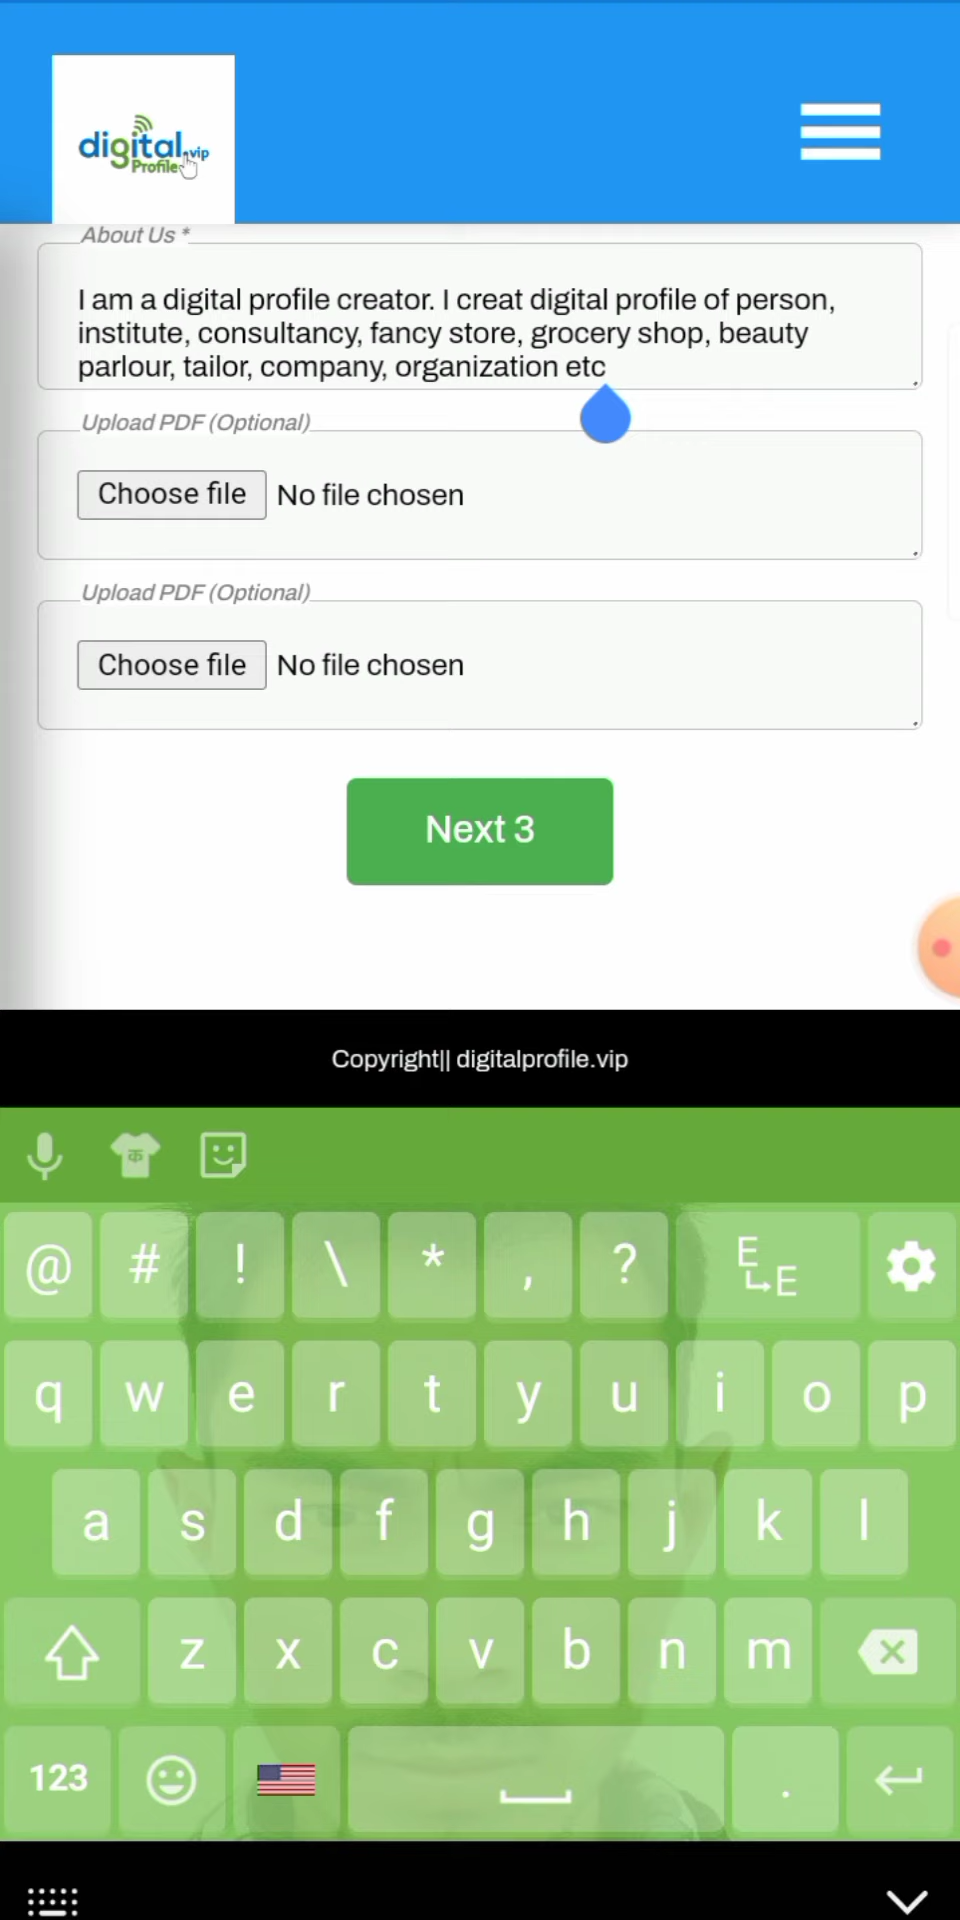 digital.vip
Profile
About Us *
I am a digital profile creator. I creat digital profile of person,
institute, consultancy, fancy store, grocery shop, beauty
parlour, tailor, company, organization etc
Upload PDF (Optional)
Choose file No file chosen
Upload PDF (Optional)
Choose file No file chosen
Next 3
Copyright|| digitalprofile.vip
क
@ # ! \ * , ? E E
q w e r t y u i o p
a s d f g h j k l
z x c v b n m
123 .